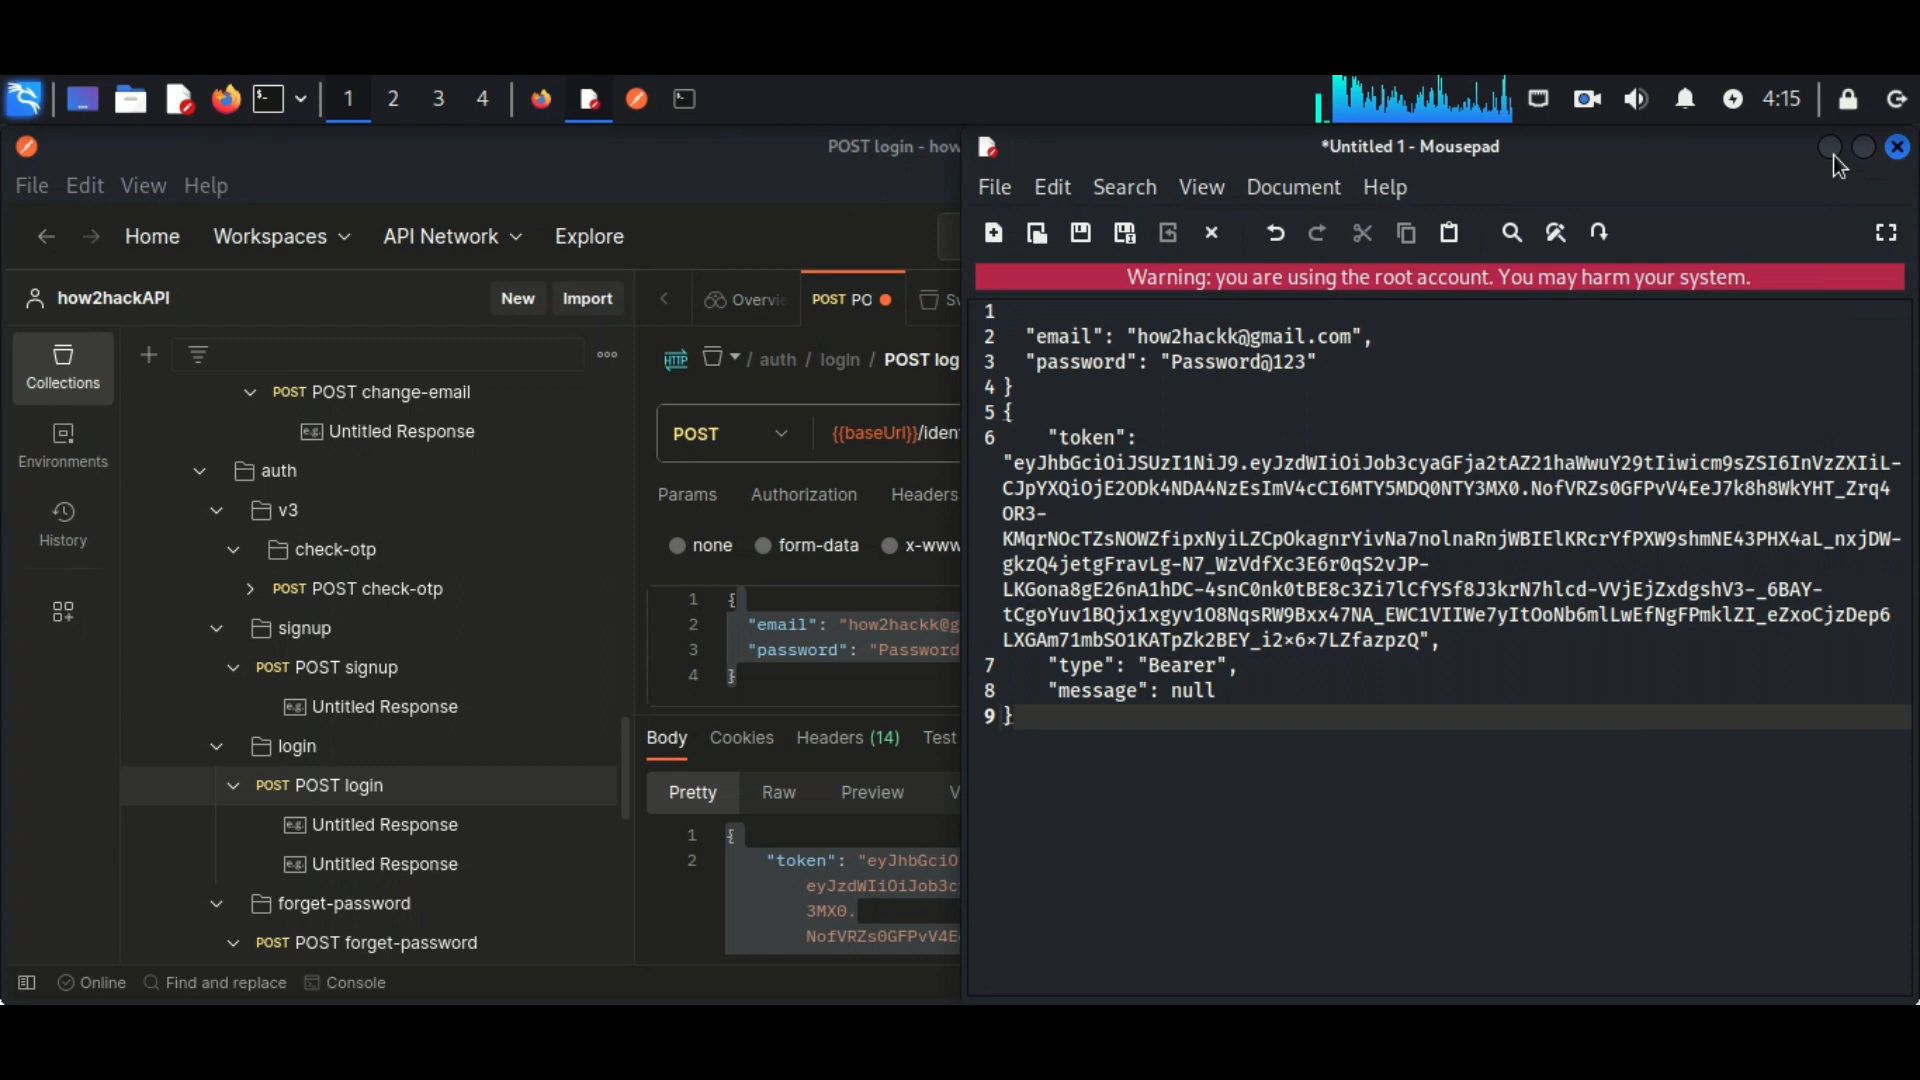 1 2 3 4
4:15
POST login - how
File Edit View Help
Home Workspaces API Network Explore
how2hackAPI New Import
Collections
Environments
History
POST POST change-email
e.g. Untitled Response
auth
v3
check-otp
POST POST check-otp
signup
POST POST signup
e.g. Untitled Response
login
POST POST login
e.g. Untitled Response
e.g. Untitled Response
forget-password
POST POST forget-password
Online Find and replace Console
Overvie POST PO Sw
HTTP / auth / login / POST log
POST {{baseUrl}}/iden
Params Authorization Headers
none form-data x-www
1 {
2 "email": "how2hackk@g
3 "password": "Password
4 }
Body Cookies Headers (14) Test
Pretty Raw Preview V
1 {
2 "token": "eyJhbGciO
eyJzdWIiOiJob3c
3MX0.
NofVRZs0GFPvV4E
*Untitled 1 - Mousepad
File Edit Search View Document Help
Warning: you are using the root account. You may harm your system.
1
2 "email": "how2hackk@gmail.com",
3 "password": "Password@123"
4 }
5 {
6 "token":
"eyJhbGciOiJSUzI1NiJ9.eyJzdWIiOiJob3cyaGFja2tAZ21haWwuY29tIiwicm9sZSI6InVzZXIiL-
CJpYXQiOjE2ODk4NDA4NzEsImV4cCI6MTY5MDQ0NTY3MX0.NofVRZs0GFPvV4EeJ7k8h8WkYHT_Zrq4
OR3-
KMqrNOcTZsNOWZfipxNyiLZCpOkagnrYivNa7nolnaRnjWBIElKRcrYfPXW9shmNE43PHX4aL_nxjDW-
gkzQ4jetgFravLg-N7_WzVdfXc3E6r0qS2vJP-
LKGona8gE26nA1hDC-4snC0nk0tBE8c3Zi7lCfYSf8J3krN7hlcd-VVjEjZxdgshV3-_6BAY-
tCgoYuv1BQjx1xgyv1O8NqsRW9Bxx47NA_EWC1VIIWe7yItOoNb6mlLwEfNgFPmklZI_eZxoCjzDep6
LXGAm71mbSO1KATpZk2BEY_i2×6×7LZfazpzQ",
7 "type": "Bearer",
8 "message": null
9 }